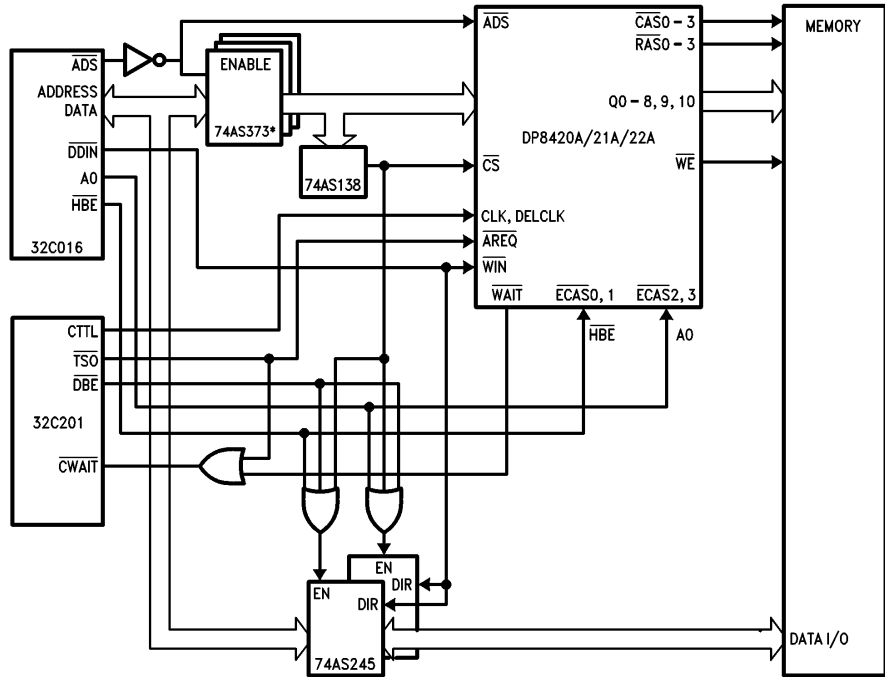 ADS
ADDRESS
DATA
DDIN
A0
HBE
32C016
ENABLE
74AS373*
74AS138
ADS
CS
CLK, DELCLK
AREQ
WIN
WAIT
ECAS0, 1
ECAS2, 3
DP8420A/21A/22A
CAS0-3
RAS0-3
Q0-8, 9, 10
WE
MEMORY
HBE
A0
CTTL
TSO
DBE
32C201
CWAIT
EN
DIR
EN
DIR
74AS245
DATA I/O